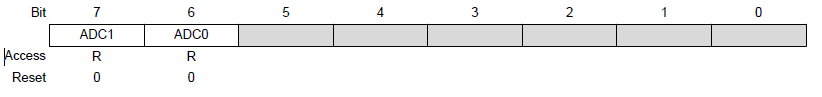 Bit 7 6 5 4 3 2 1 0
ADC1 ADC0
Access R R
Reset 0 0